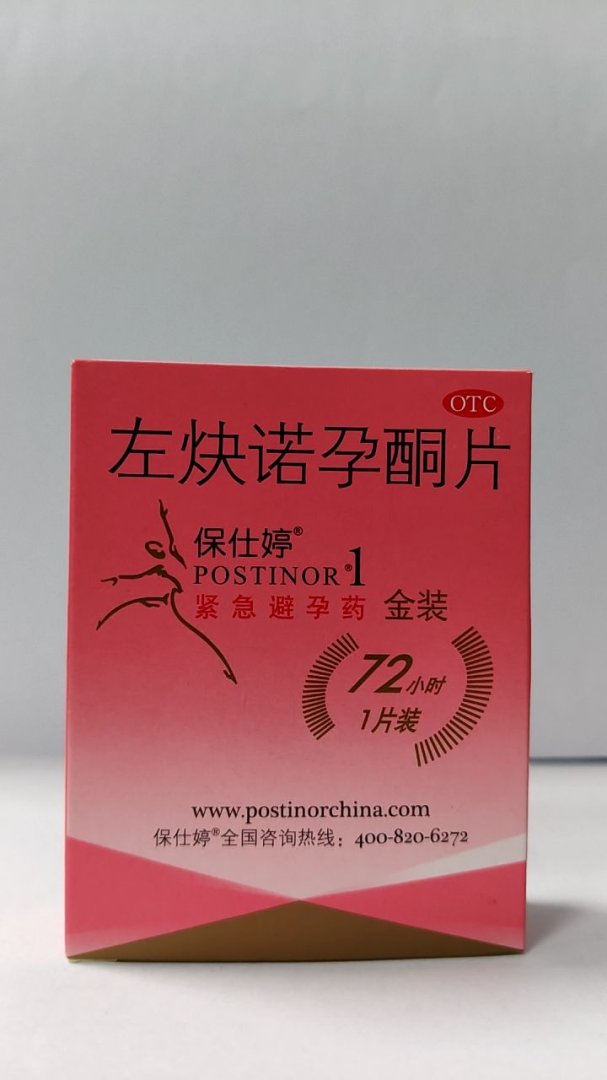 OTC
左炔诺孕酮片
保仕婷®
POSTINOR®1
紧急避孕药 金装
72小时
1片装
www.postinorchina.com
保仕婷®全国咨询热线：400-820-6272